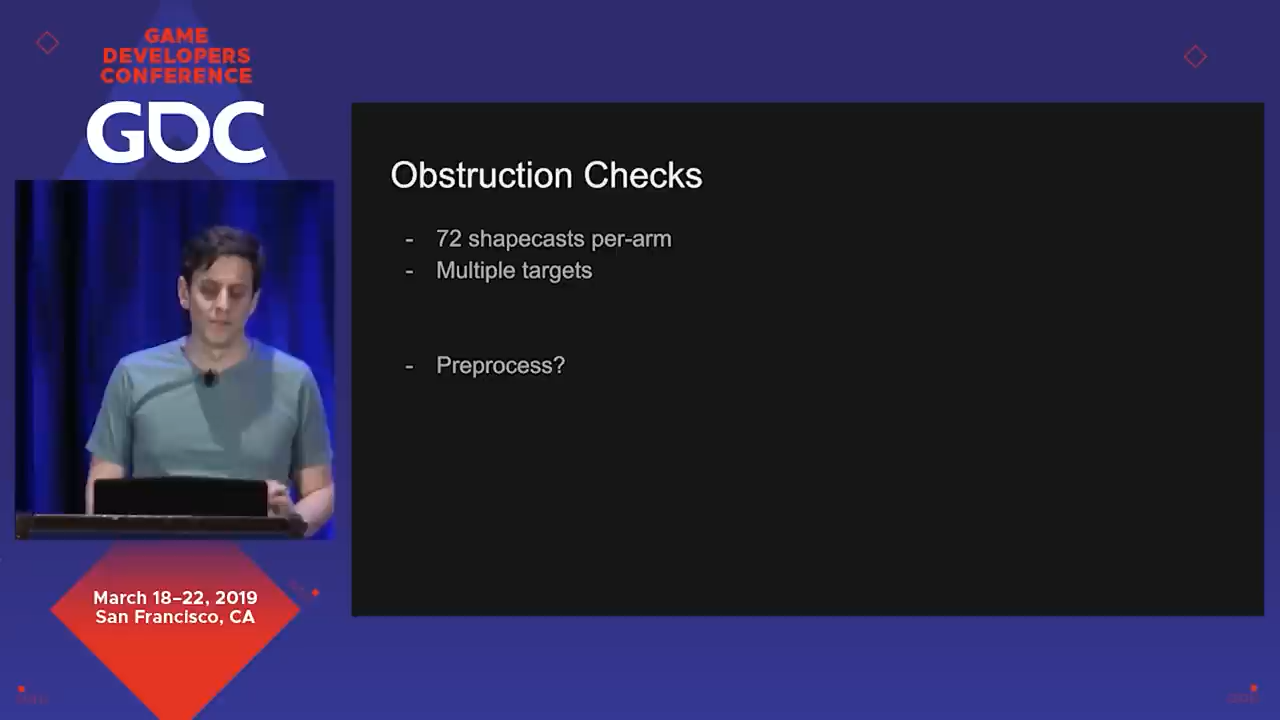 GAME
DEVELOPERS
CONFERENCE
GDC
Obstruction Checks
- 72 shapecasts per-arm
- Multiple targets
- Preprocess?
March 18–22, 2019
San Francisco, CA